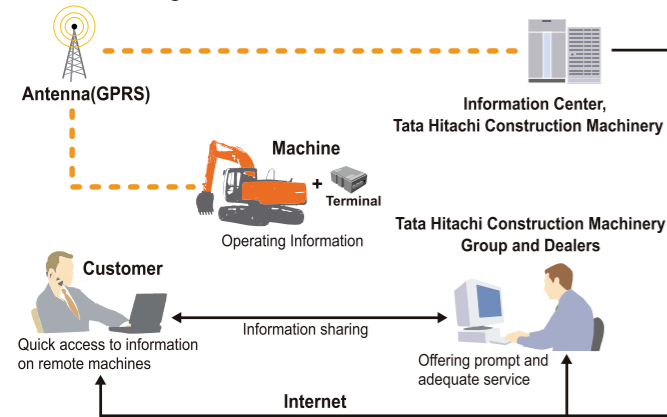 Antenna(GPRS)
Information Center,
Tata Hitachi Construction Machinery
Machine
+
Terminal
Operating Information
Tata Hitachi Construction Machinery
Group and Dealers
Customer
Information sharing
Quick access to information
on remote machines
Offering prompt and
adequate service
Internet